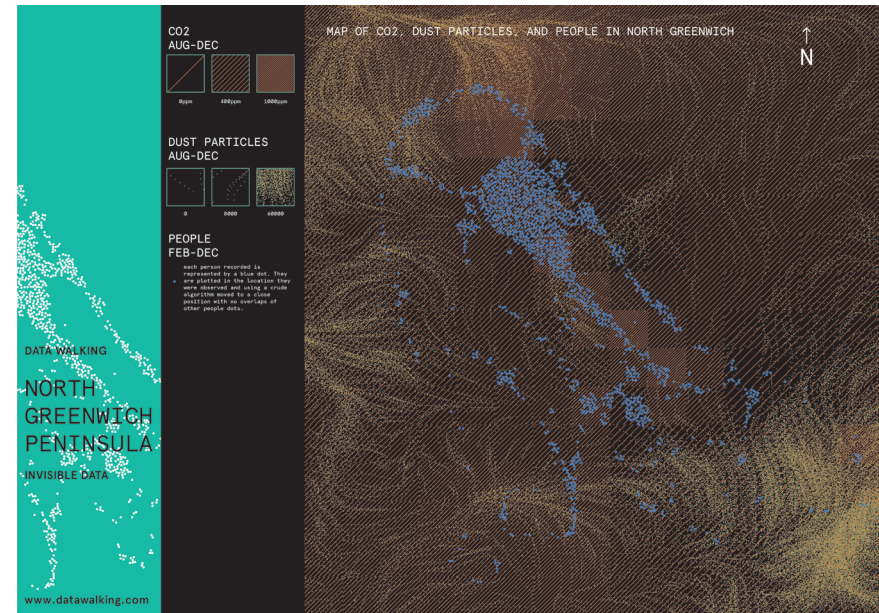 DATA WALKING
NORTH
GREENWICH
PENINSULA
INVISIBLE DATA
www.datawalking.com
CO2
AUG-DEC
0ppm 400ppm 1000ppm
DUST PARTICLES
AUG-DEC
0 8000 60000
PEOPLE
FEB-DEC
each person recorded is
represented by a blue dot. They
are plotted in the location they
were observed and using a crude
algorithm moved to a close
position with no overlaps of
other people dots.
MAP OF CO2, DUST PARTICLES, AND PEOPLE IN NORTH GREENWICH
N